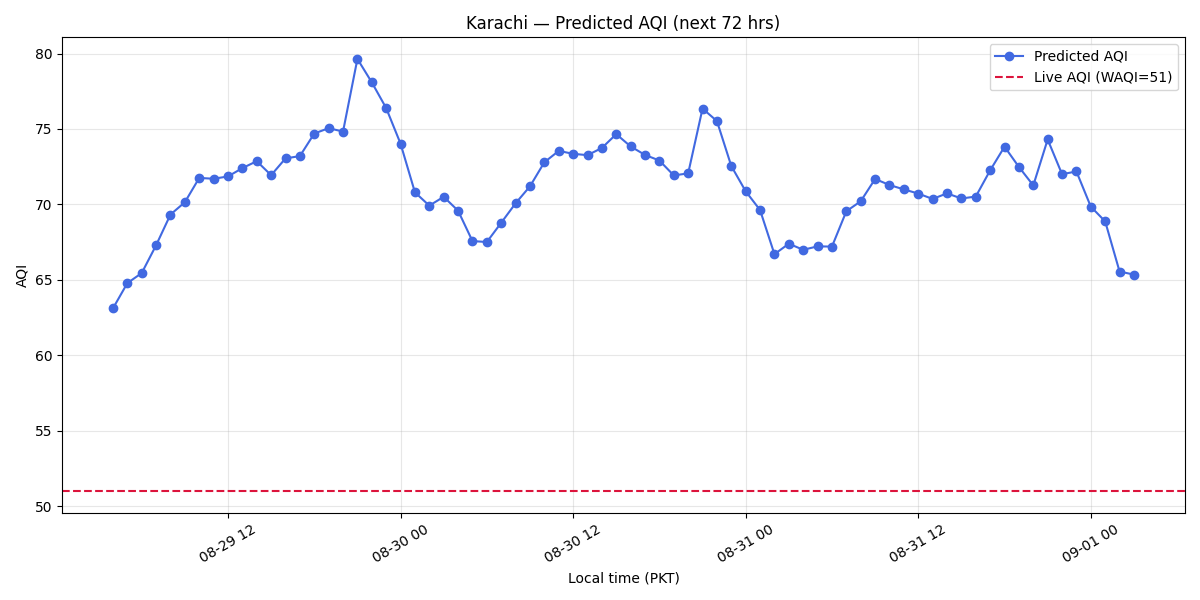 Karachi — Predicted AQI (next 72 hrs)
Predicted AQI
Live AQI (WAQI=51)
80
75
70
65
60
55
50
AQI
08-29 12
08-30 00
08-30 12
08-31 00
08-31 12
09-01 00
Local time (PKT)